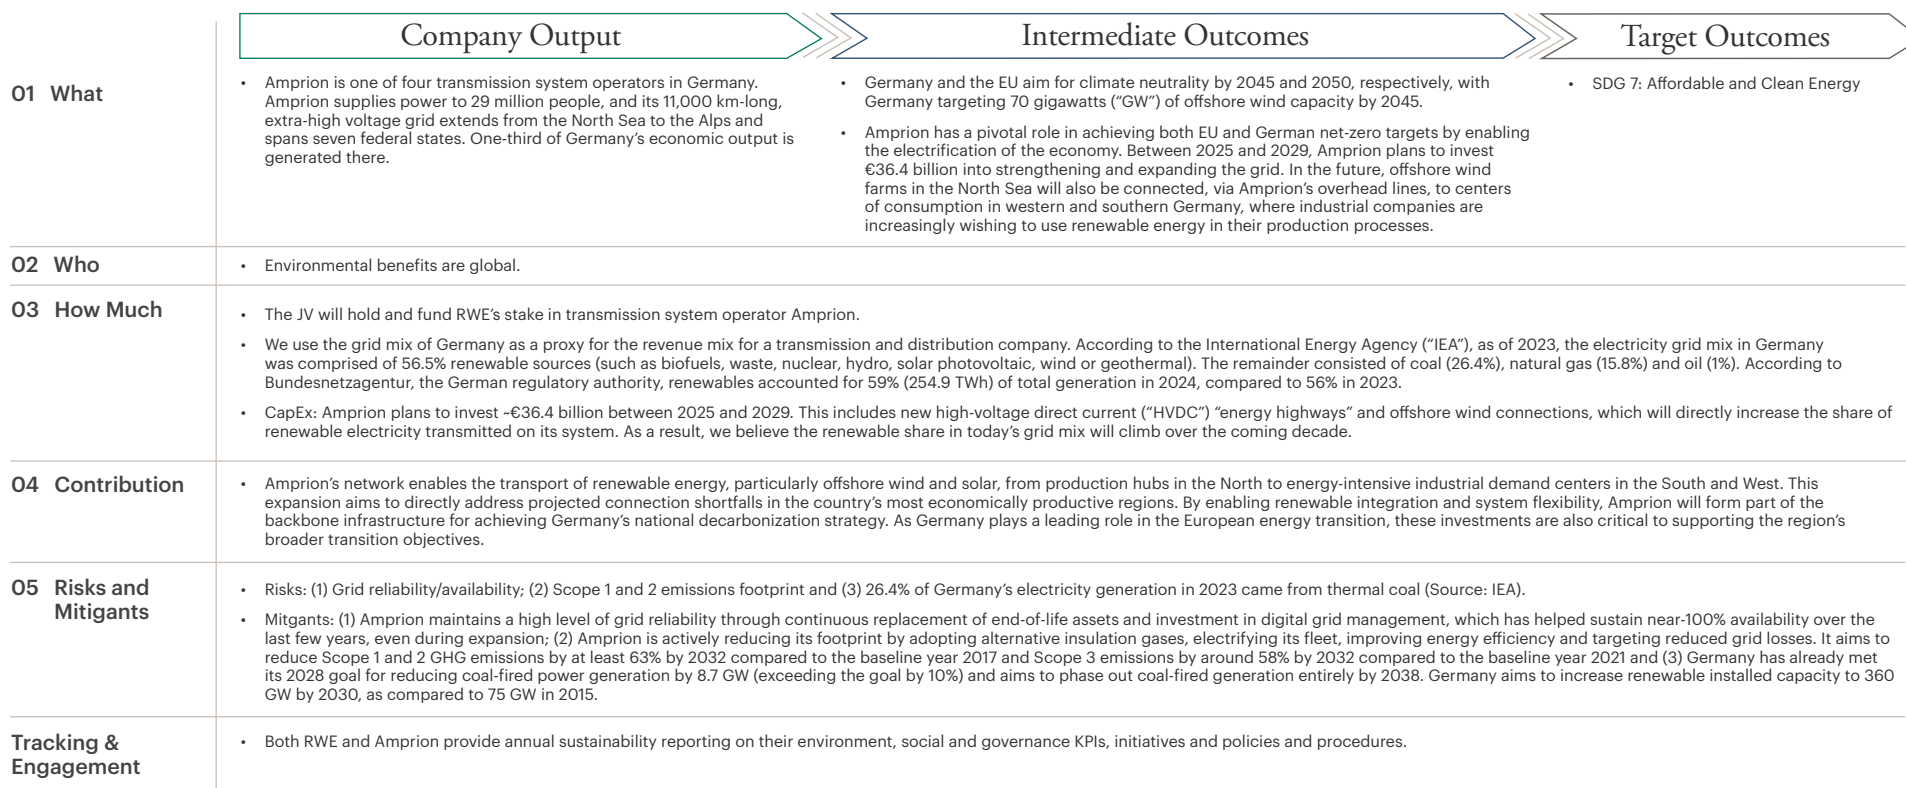 Company Output
Intermediate Outcomes
Target Outcomes
01 What
• Amprion is one of four transmission system operators in Germany.
Amprion supplies power to 29 million people, and its 11,000 km-long,
extra-high voltage grid extends from the North Sea to the Alps and
spans seven federal states. One-third of Germany’s economic output is
generated there.
• Germany and the EU aim for climate neutrality by 2045 and 2050, respectively, with
Germany targeting 70 gigawatts (“GW”) of offshore wind capacity by 2045.
• Amprion has a pivotal role in achieving both EU and German net-zero targets by enabling
the electrification of the economy. Between 2025 and 2029, Amprion plans to invest
€36.4 billion into strengthening and expanding the grid. In the future, offshore wind
farms in the North Sea will also be connected, via Amprion’s overhead lines, to centers
of consumption in western and southern Germany, where industrial companies are
increasingly wishing to use renewable energy in their production processes.
• SDG 7: Affordable and Clean Energy
02 Who
• Environmental benefits are global.
03 How Much
• The JV will hold and fund RWE’s stake in transmission system operator Amprion.
• We use the grid mix of Germany as a proxy for the revenue mix for a transmission and distribution company. According to the International Energy Agency (“IEA”), as of 2023, the electricity grid mix in Germany
was comprised of 56.5% renewable sources (such as biofuels, waste, nuclear, hydro, solar photovoltaic, wind or geothermal). The remainder consisted of coal (26.4%), natural gas (15.8%) and oil (1%). According to
Bundesnetzagentur, the German regulatory authority, renewables accounted for 59% (254.9 TWh) of total generation in 2024, compared to 56% in 2023.
• CapEx: Amprion plans to invest ~€36.4 billion between 2025 and 2029. This includes new high-voltage direct current (“HVDC”) “energy highways” and offshore wind connections, which will directly increase the share of
renewable electricity transmitted on its system. As a result, we believe the renewable share in today’s grid mix will climb over the coming decade.
04 Contribution
• Amprion’s network enables the transport of renewable energy, particularly offshore wind and solar, from production hubs in the North to energy-intensive industrial demand centers in the South and West. This
expansion aims to directly address projected connection shortfalls in the country’s most economically productive regions. By enabling renewable integration and system flexibility, Amprion will form part of the
backbone infrastructure for achieving Germany’s national decarbonization strategy. As Germany plays a leading role in the European energy transition, these investments are also critical to supporting the region’s
broader transition objectives.
05 Risks and
Mitigants
• Risks: (1) Grid reliability/availability; (2) Scope 1 and 2 emissions footprint and (3) 26.4% of Germany’s electricity generation in 2023 came from thermal coal (Source: IEA).
• Mitgants: (1) Amprion maintains a high level of grid reliability through continuous replacement of end-of-life assets and investment in digital grid management, which has helped sustain near-100% availability over the
last few years, even during expansion; (2) Amprion is actively reducing its footprint by adopting alternative insulation gases, electrifying its fleet, improving energy efficiency and targeting reduced grid losses. It aims to
reduce Scope 1 and 2 GHG emissions by at least 63% by 2032 compared to the baseline year 2017 and Scope 3 emissions by around 58% by 2032 compared to the baseline year 2021 and (3) Germany has already met
its 2028 goal for reducing coal-fired power generation by 8.7 GW (exceeding the goal by 10%) and aims to phase out coal-fired generation entirely by 2038. Germany aims to increase renewable installed capacity to 360
GW by 2030, as compared to 75 GW in 2015.
Tracking &
Engagement
• Both RWE and Amprion provide annual sustainability reporting on their environment, social and governance KPIs, initiatives and policies and procedures.